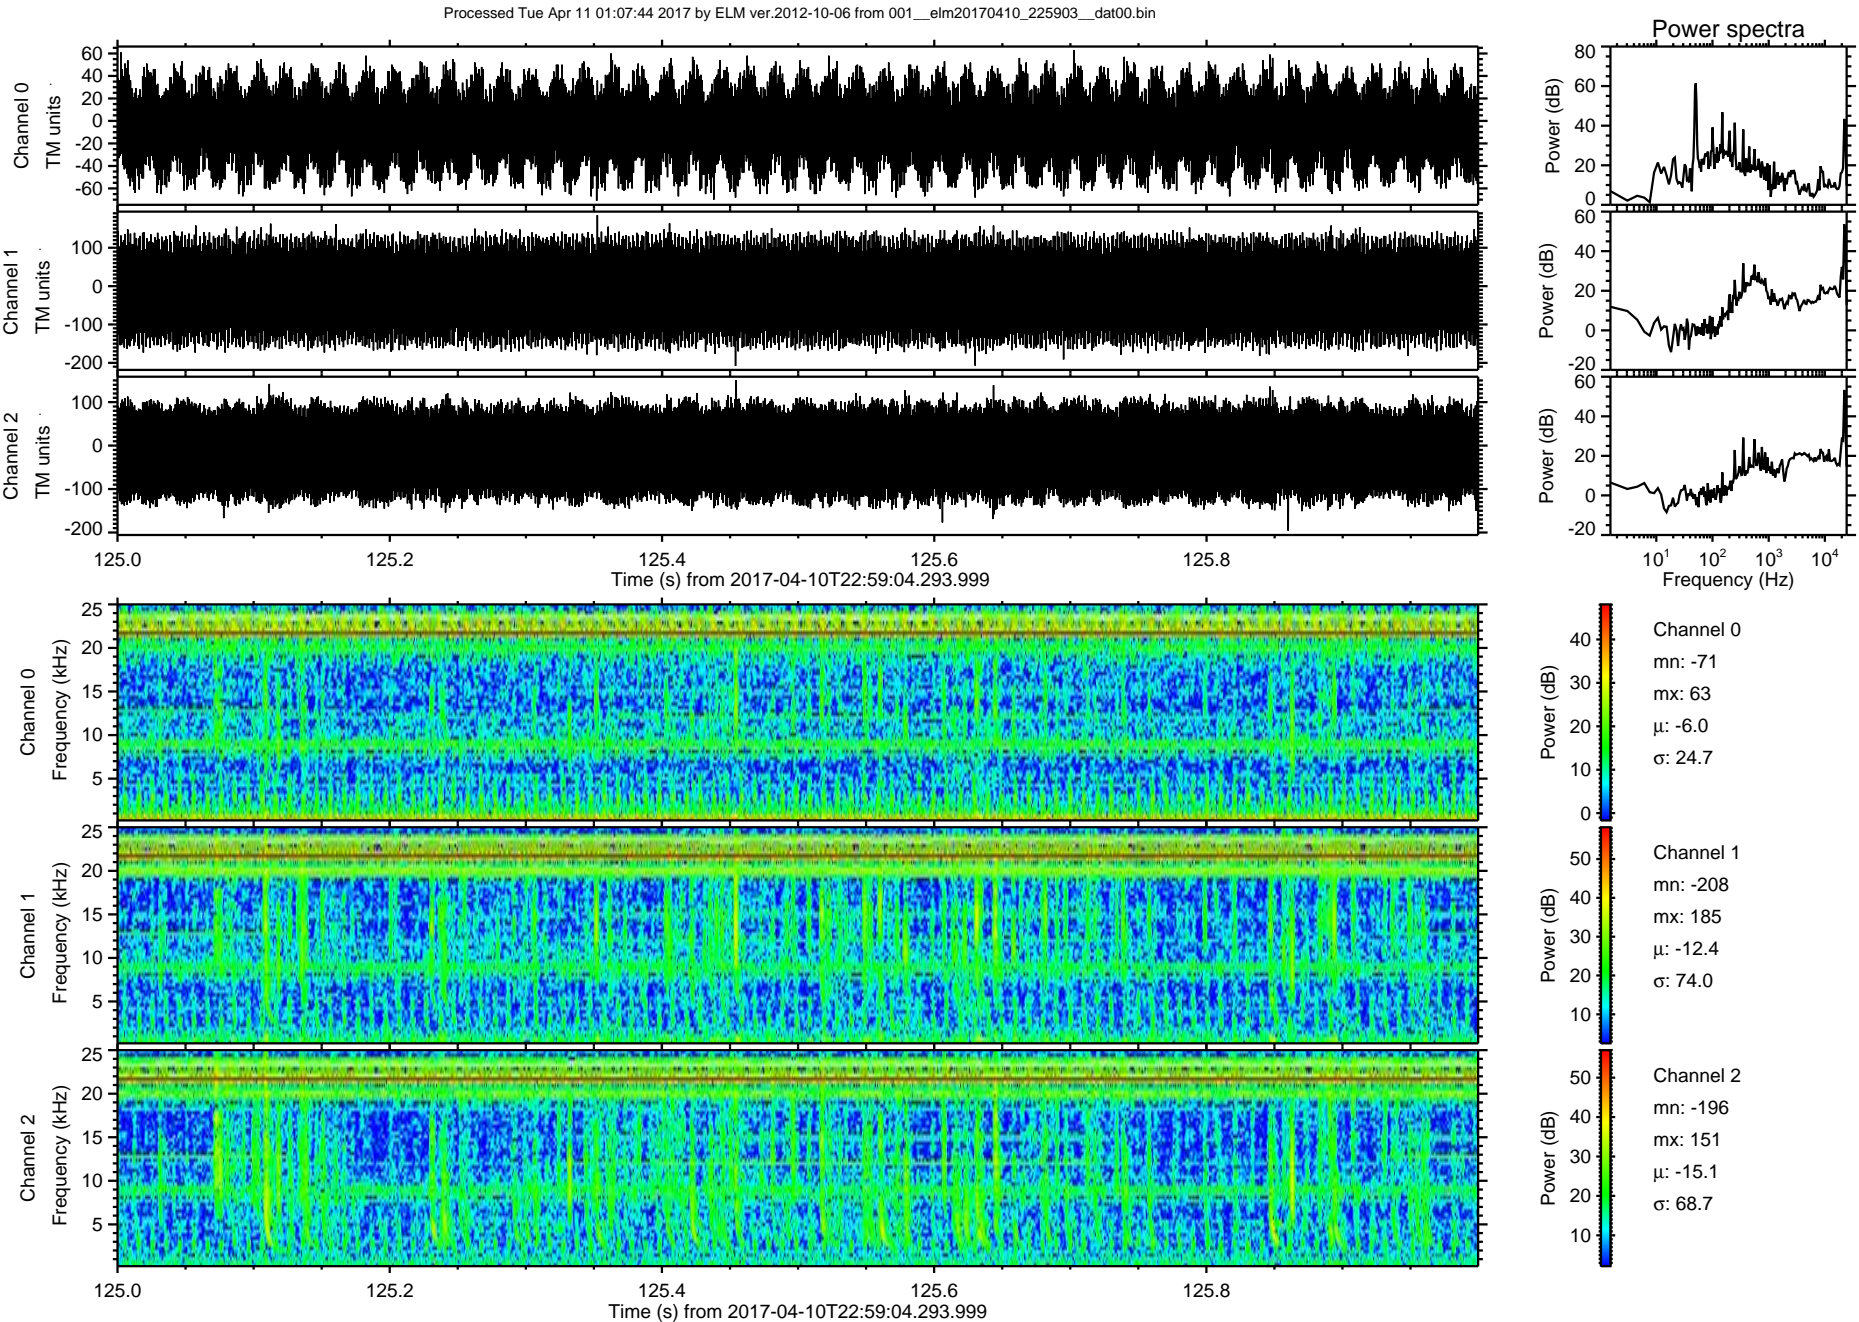 Processed Tue Apr 11 01:07:44 2017 by ELM ver.2012-10-06 from 001__elm20170410_225903__dat00.bin
Power spectra
Channel 0
TM units
60
40
20
0
-20
-40
-60
Power (dB)
80
60
40
20
0
Channel 1
TM units
100
0
-100
-200
Power (dB)
60
40
20
0
-20
Channel 2
TM units
100
0
-100
-200
Power (dB)
60
40
20
0
-20
125.0 125.2 125.4 125.6 125.8
Time (s) from 2017-04-10T22:59:04.293.999
10^1 10^2 10^3 10^4
Frequency (Hz)
Channel 0
Frequency (kHz)
25
20
15
10
5
Power (dB)
40
30
20
10
0
Channel 0
mn: -71
mx: 63
μ: -6.0
σ: 24.7
Channel 1
Frequency (kHz)
25
20
15
10
5
Power (dB)
50
40
30
20
10
Channel 1
mn: -208
mx: 185
μ: -12.4
σ: 74.0
Channel 2
Frequency (kHz)
25
20
15
10
5
Power (dB)
50
40
30
20
10
Channel 2
mn: -196
mx: 151
μ: -15.1
σ: 68.7
125.0 125.2 125.4 125.6 125.8
Time (s) from 2017-04-10T22:59:04.293.999